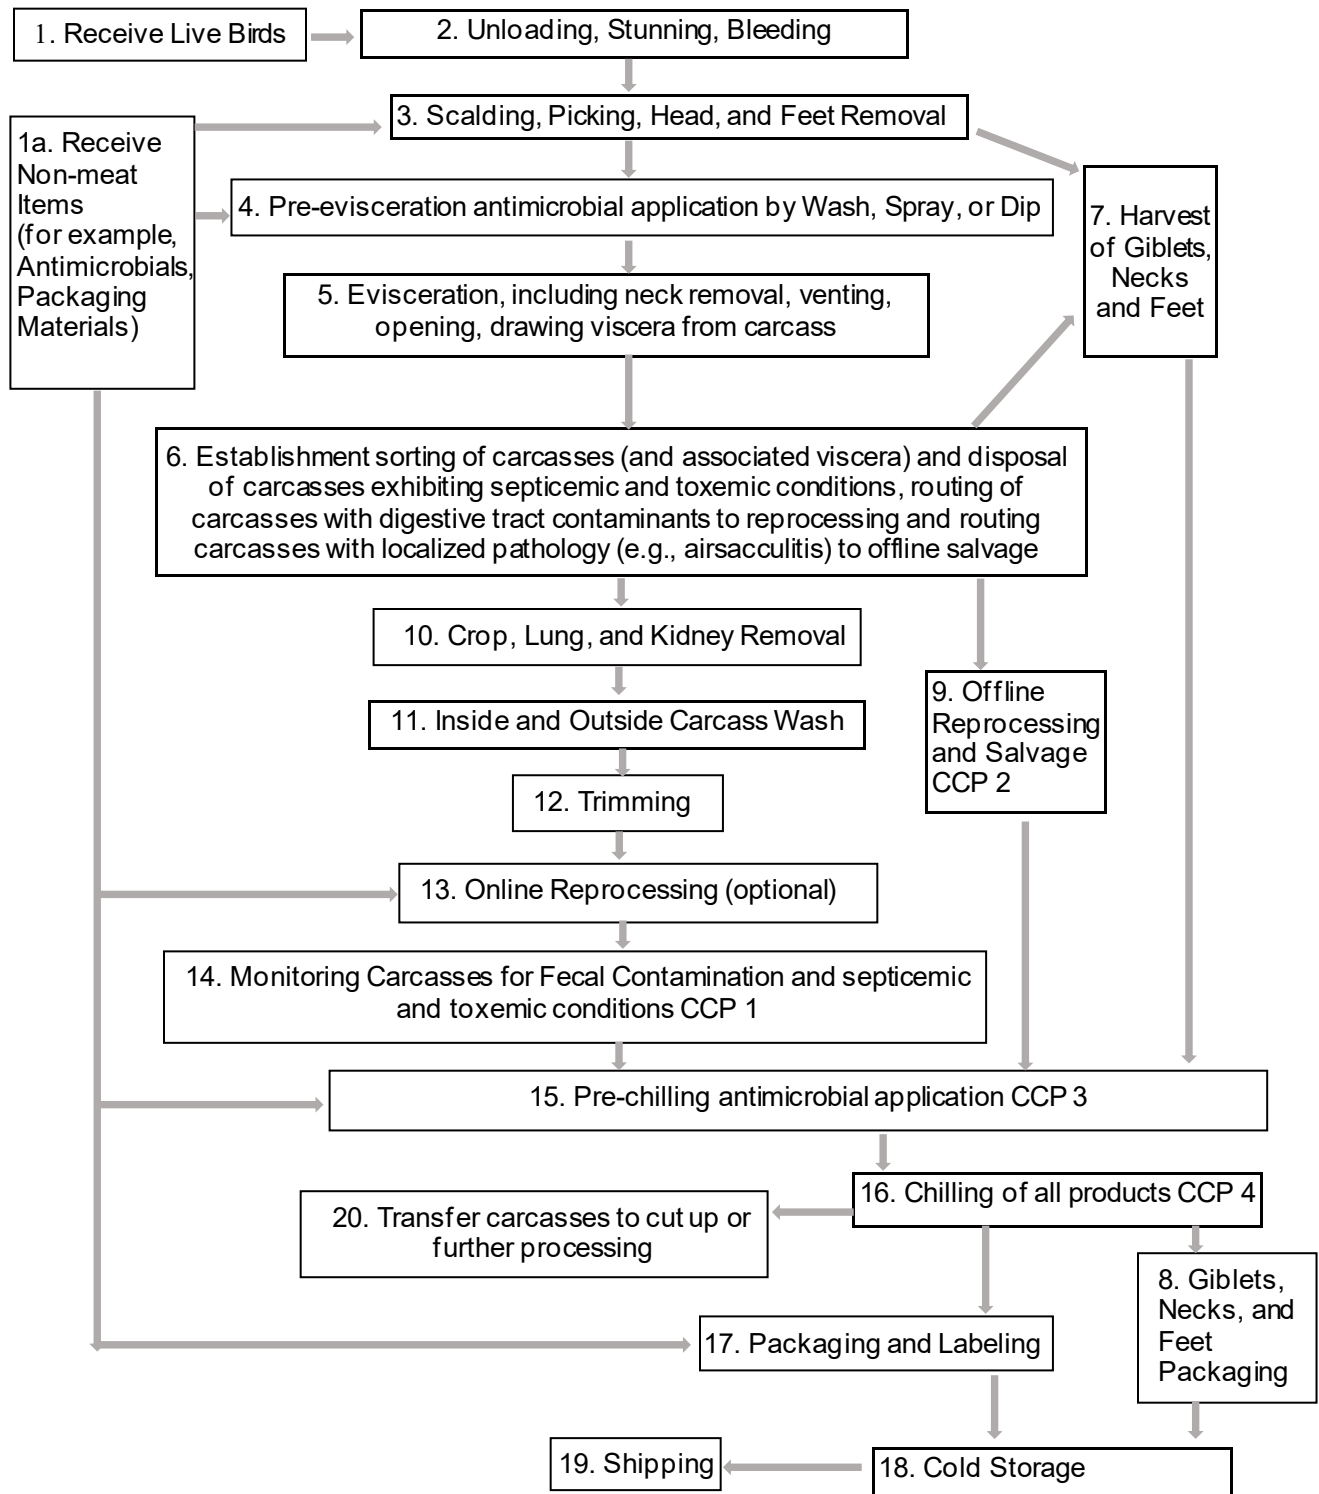 1. Receive Live Birds
2. Unloading, Stunning, Bleeding
3. Scalding, Picking, Head, and Feet Removal
1a. Receive
Non-meat
Items
(for example,
Antimicrobials,
Packaging
Materials)
4. Pre-evisceration antimicrobial application by Wash, Spray, or Dip
7. Harvest
of Giblets,
Necks
and Feet
5. Evisceration, including neck removal, venting,
opening, drawing viscera from carcass
6. Establishment sorting of carcasses (and associated viscera) and disposal
of carcasses exhibiting septicemic and toxemic conditions, routing of
carcasses with digestive tract contaminants to reprocessing and routing
carcasses with localized pathology (e.g., airsacculitis) to offline salvage
10. Crop, Lung, and Kidney Removal
9. Offline
Reprocessing
and Salvage
CCP 2
11. Inside and Outside Carcass Wash
12. Trimming
13. Online Reprocessing (optional)
14. Monitoring Carcasses for Fecal Contamination and septicemic
and toxemic conditions CCP 1
15. Pre-chilling antimicrobial application CCP 3
16. Chilling of all products CCP 4
20. Transfer carcasses to cut up or
further processing
8. Giblets,
Necks, and
Feet
Packaging
17. Packaging and Labeling
19. Shipping
18. Cold Storage